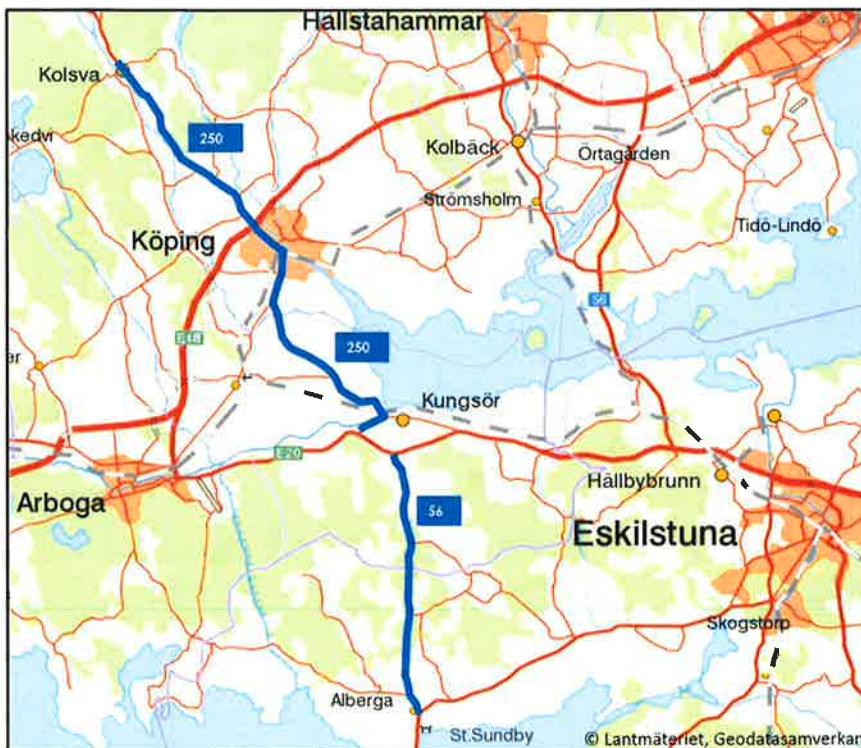 Hallstahammar
Kolsva
250
Kolbäck
Örtagården
Strömsholm
Köping
Tidö-Lindö
56
E18
250
Kungsör
E20
Hällbybrunn
Arboga
56
Eskilstuna
Skogstorp
Alberga
St.Sundby
© Lantmäteriet, Geodatasamverkan